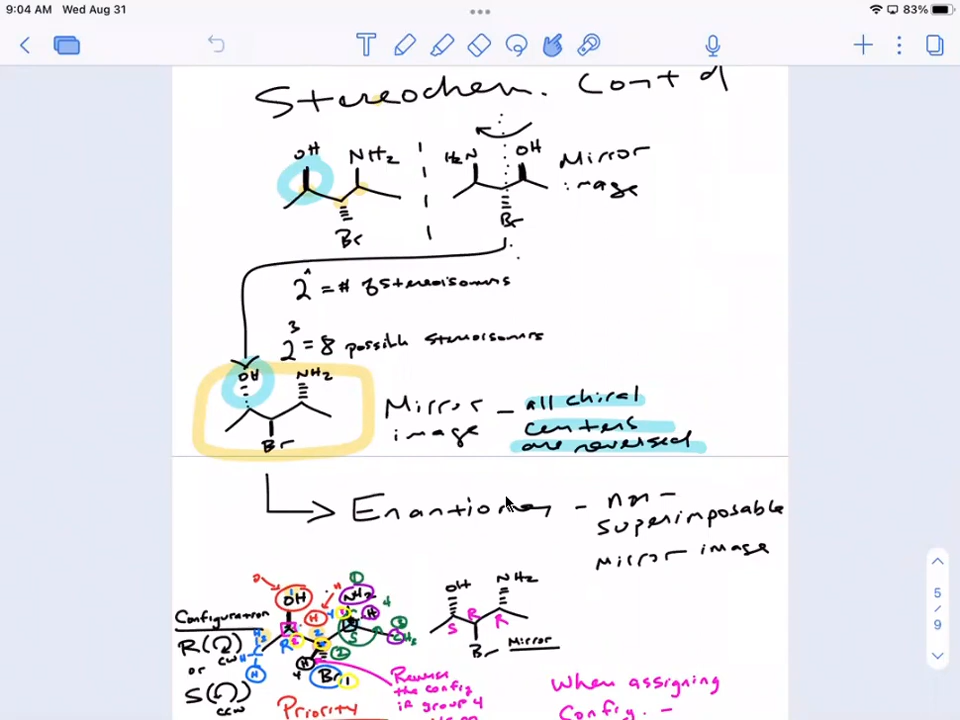 9:04 AM Wed Aug 31
83%
T
Stereochem. Cont'd
OH NH2 H2N OH Mirror
image
Br Br
2^n = # of stereoisomers
2^3 = 8 possible stereoisomers
OH NH2
Mirror – all chiral
image centers
are reversed
Br
Enantiomer – non-
superimposable
mirror image
OH NH2
Configuration
R (↻) CW
or
S (↺) CCW
OH H NH2 H
R S
H Br 1
S R R
Br Mirror
Priority
Reverse
the config
if group 4
When assigning
Config. –
5
/
9